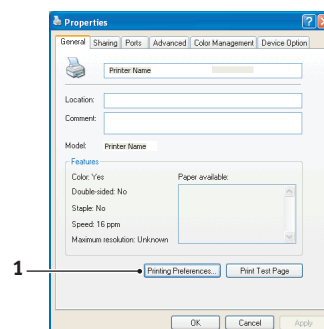 Properties
General Sharing Ports Advanced Color Management Device Option
Printer Name
Location:
Comment:
Model: Printer Name
Features
Color: Yes Paper available:
Double-sided: No
Staple: No
Speed: 16 ppm
Maximum resolution: Unknown
1 Printing Preferences... Print Test Page
OK Cancel Apply